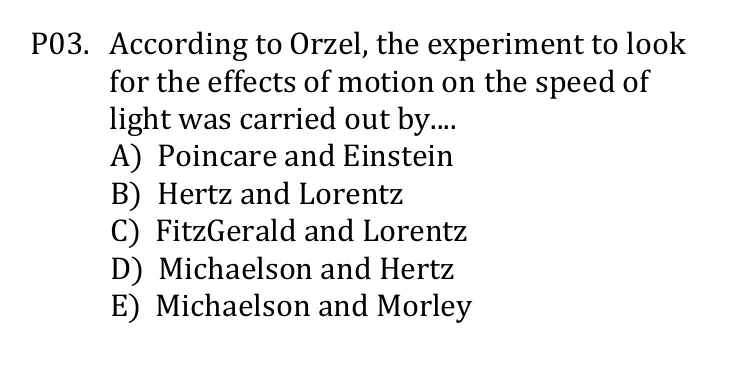 P03. According to Orzel, the experiment to look
for the effects of motion on the speed of
light was carried out by....
A) Poincare and Einstein
B) Hertz and Lorentz
C) FitzGerald and Lorentz
D) Michaelson and Hertz
E) Michaelson and Morley